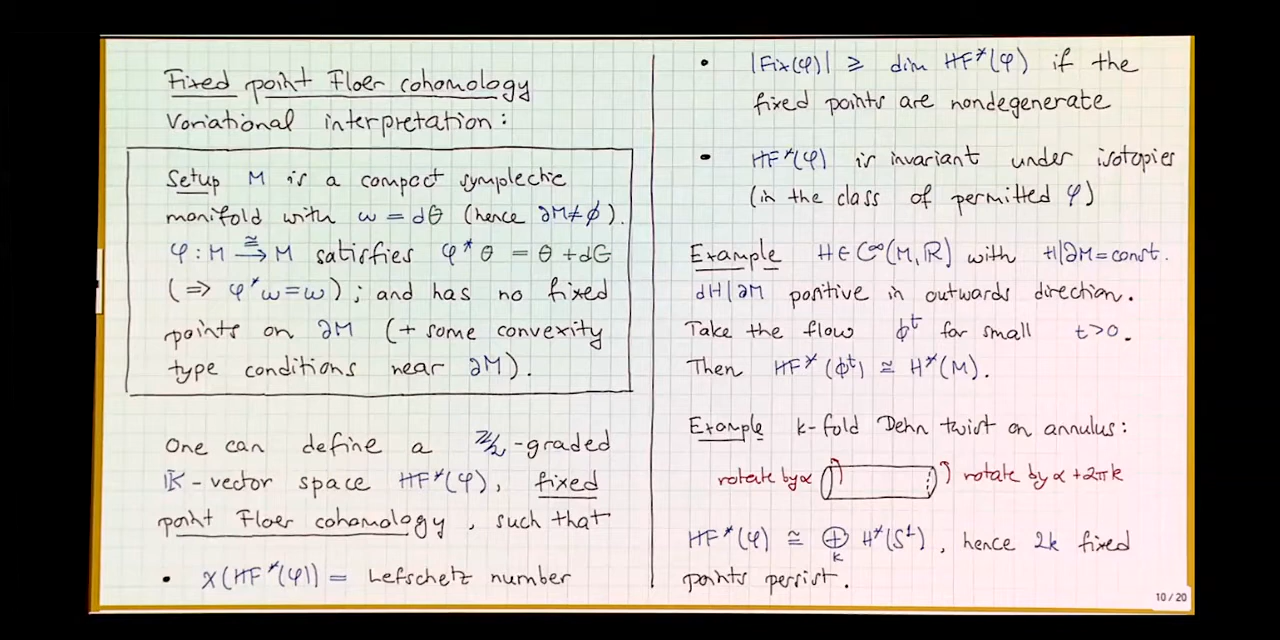 Fixed point Floer cohomology
Variational interpretation:
Setup M is a compact symplectic
manifold with ω = dθ (hence ∂M≠∅).
φ: M ≅→ M satisfies φ*θ = θ + dG
(=> φ*ω=ω); and has no fixed
points on ∂M (+ some convexity
type conditions near ∂M).
One can define a ℤ/2-graded
𝕂-vector space HF*(φ), fixed
point Floer cohomology, such that
• χ(HF*(φ)) = Lefschetz number
• |Fix(φ)| ≥ dim HF*(φ) if the
fixed points are nondegenerate
• HF*(φ) is invariant under isotopies
(in the class of permitted φ)
Example H∈C^∞(M,ℝ) with H|∂M=const.
dH|∂M positive in outwards direction.
Take the flow ϕ^t for small t>0.
Then HF*(ϕ^t) ≅ H*(M).
Example k-fold Dehn twist on annulus:
rotate by α rotate by α+2πk
HF*(φ) ≅ ⊕_k H*(S^1), hence 2k fixed
points persist.
10 / 20